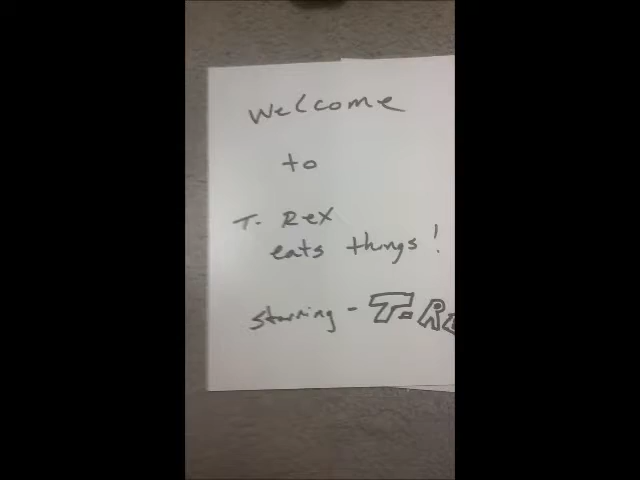 Welcome
to
T. Rex
eats things!
starring - T-R